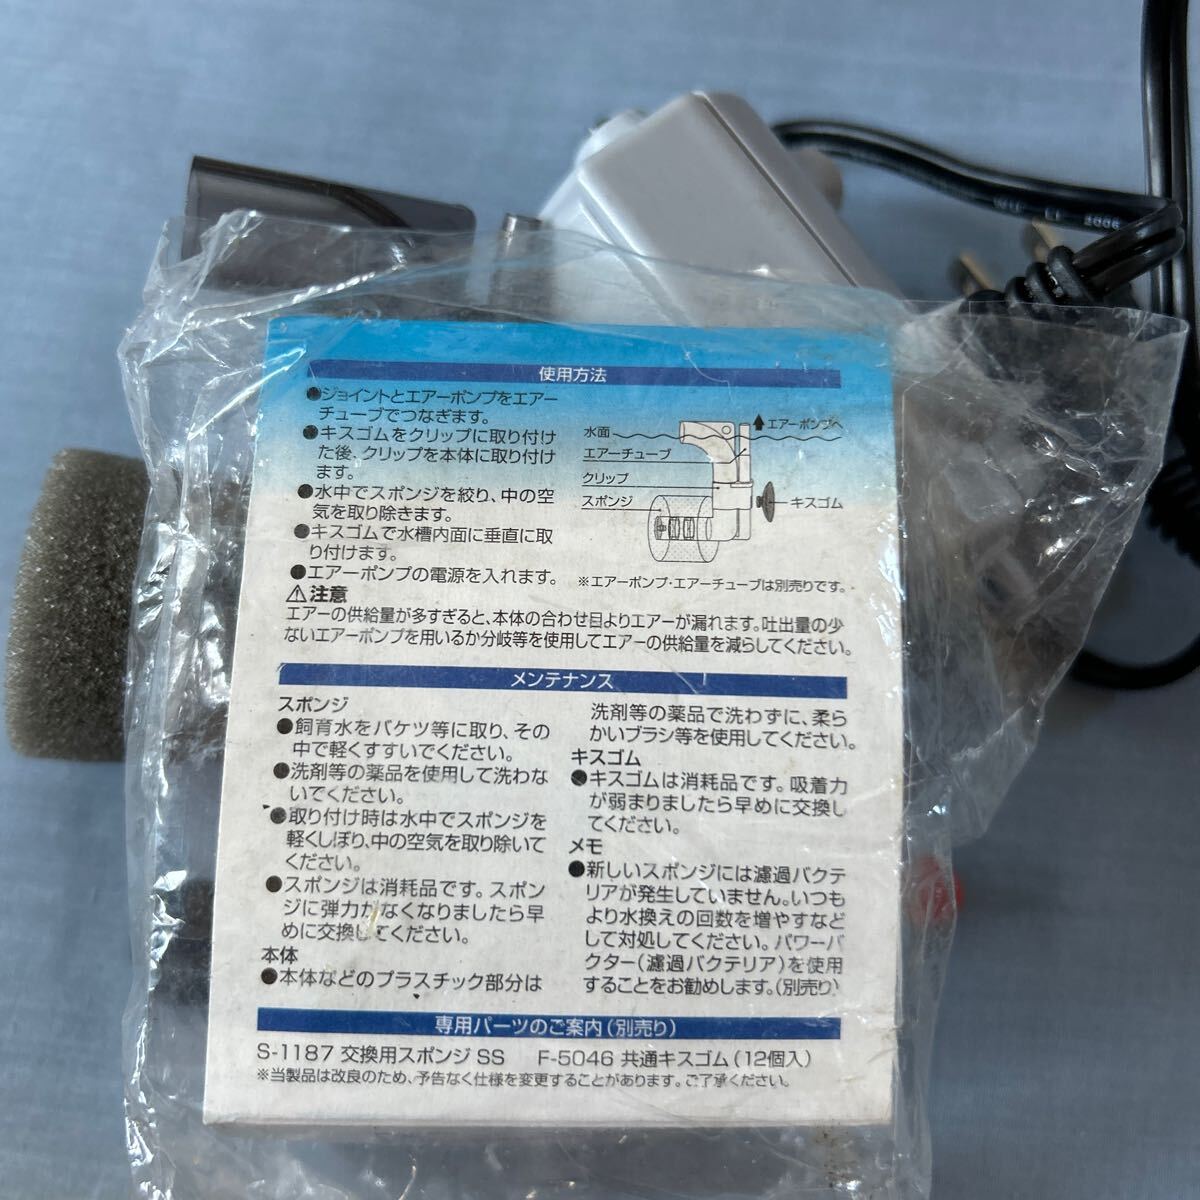 使用方法
●ジョイントとエアーポンプをエアー
チューブでつなぎます。
●キスゴムをクリップに取り付け
た後、クリップを本体に取り付け
ます。
●水中でスポンジを絞り、中の空
気を取り除きます。
●キスゴムで水槽内面に垂直に取
り付けます。
●エアーポンプの電源を入れます。
水面
エアーチューブ
クリップ
スポンジ
エアーポンプへ
キスゴム
※エアーポンプ・エアーチューブは別売りです。
⚠注意
エアーの供給量が多すぎると、本体の合わせ目よりエアーが漏れます。吐出量の少
ないエアーポンプを用いるか分岐等を使用してエアーの供給量を減らしてください。
メンテナンス
スポンジ
●飼育水をバケツ等に取り、その
中で軽くすすいでください。
●洗剤等の薬品を使用して洗わな
いでください。
●取り付け時は水中でスポンジを
軽くしぼり、中の空気を取り除いて
ください。
●スポンジは消耗品です。スポン
ジに弾力がなくなりましたら早
めに交換してください。
本体
●本体などのプラスチック部分は
洗剤等の薬品で洗わずに、柔ら
かいブラシ等を使用してください。
キスゴム
●キスゴムは消耗品です。吸着力
が弱まりましたら早めに交換し
てください。
メモ
●新しいスポンジには濾過バクテ
リアが発生していません。いつも
より水換えの回数を増やすなど
して対処してください。パワーバ
クター(濾過バクテリア)を使用
することをお勧めします。(別売り)
専用パーツのご案内(別売り)
S-1187 交換用スポンジ SS F-5046 共通キスゴム(12個入)
※当製品は改良のため、予告なく仕様を変更することがあります。ご了承ください。